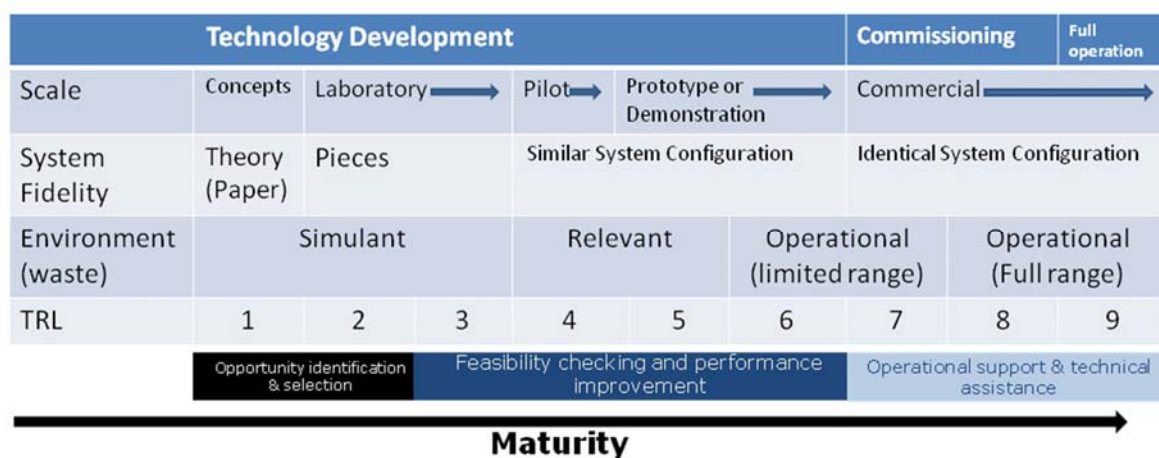 Technology Development
Commissioning
Full
operation
Scale
Concepts
Laboratory
Pilot
Prototype or
Demonstration
Commercial
System
Fidelity
Theory
(Paper)
Pieces
Similar System Configuration
Identical System Configuration
Environment
(waste)
Simulant
Relevant
Operational
(limited range)
Operational
(Full range)
TRL
1
2
3
4
5
6
7
8
9
Opportunity identification
& selection
Feasibility checking and performance
improvement
Operational support & technical
assistance
Maturity